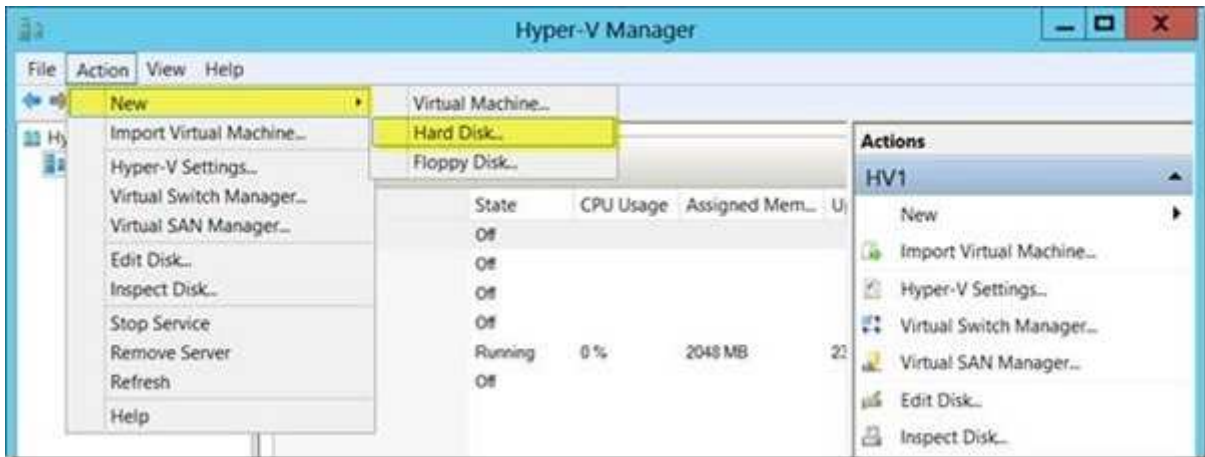 Hyper-V Manager
File Action View Help
New
Import Virtual Machine...
Hyper-V Settings...
Virtual Switch Manager...
Virtual SAN Manager...
Edit Disk...
Inspect Disk...
Stop Service
Remove Server
Refresh
Help
Virtual Machine...
Hard Disk...
Floppy Disk...
Hy
State CPU Usage Assigned Mem...
Off
Off
Off
Off
Running 0 % 2048 MB
Off
Actions
HV1
New
Import Virtual Machine...
Hyper-V Settings...
Virtual Switch Manager...
Virtual SAN Manager...
Edit Disk...
Inspect Disk...